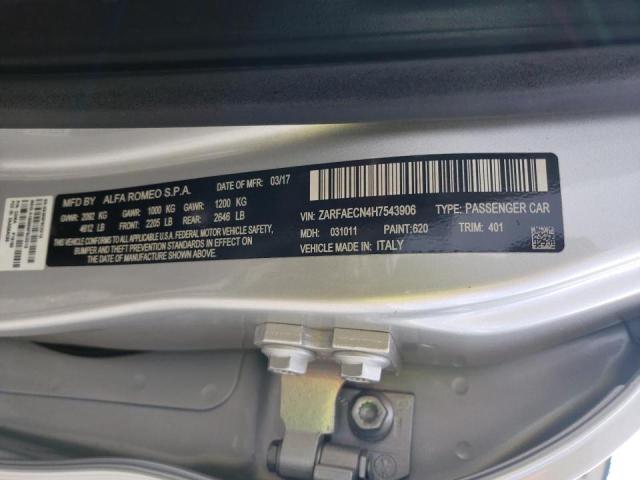 MFD BY ALFA ROMEO S.P.A. DATE OF MFR: 03/17
GVWR: 2092 KG GAWR: 1000 KG GAWR: 1200 KG
4612 LB FRONT: 2205 LB REAR: 2646 LB
THIS VEHICLE CONFORMS TO ALL APPLICABLE U.S.A. FEDERAL MOTOR VEHICLE SAFETY,
BUMPER AND THEFT PREVENTION STANDARDS IN EFFECT ON
THE DATE OF MANUFACTURE SHOWN ABOVE.
VIN: ZARFAECN4H7543906 TYPE: PASSENGER CAR
MDH: 031011 PAINT:620 TRIM: 401
VEHICLE MADE IN: ITALY